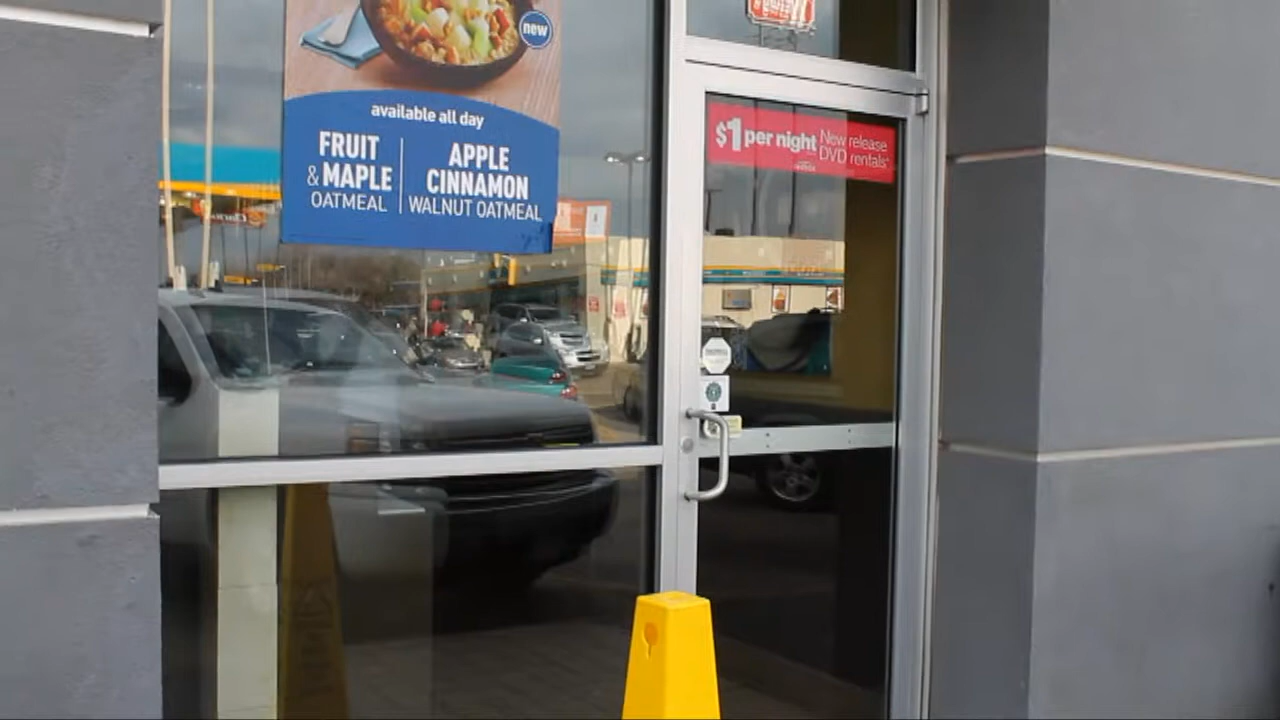 new
available all day
FRUIT
& MAPLE
OATMEAL
APPLE
CINNAMON
WALNUT OATMEAL
$1 per night
New release
DVD rentals*